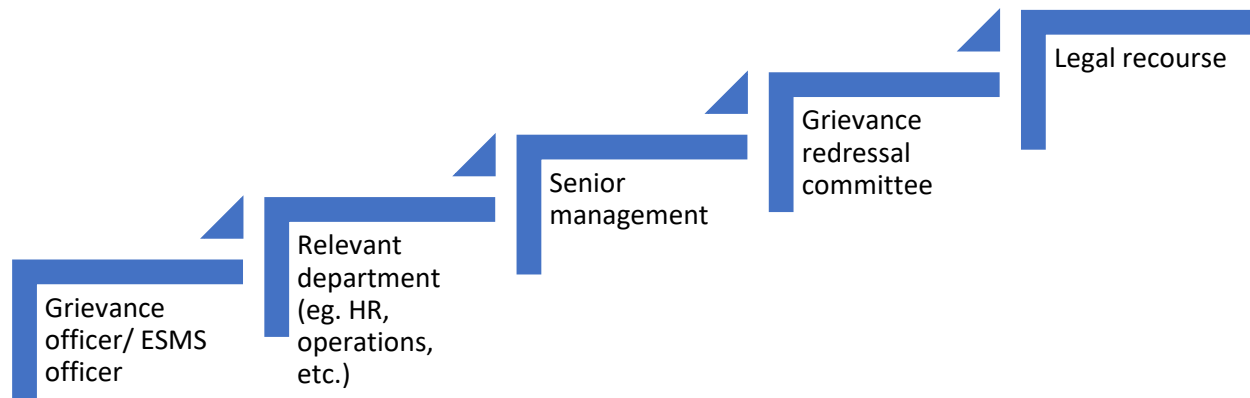 Grievance
officer/ ESMS
officer
Relevant
department
(eg. HR,
operations,
etc.)
Senior
management
Grievance
redressal
committee
Legal recourse